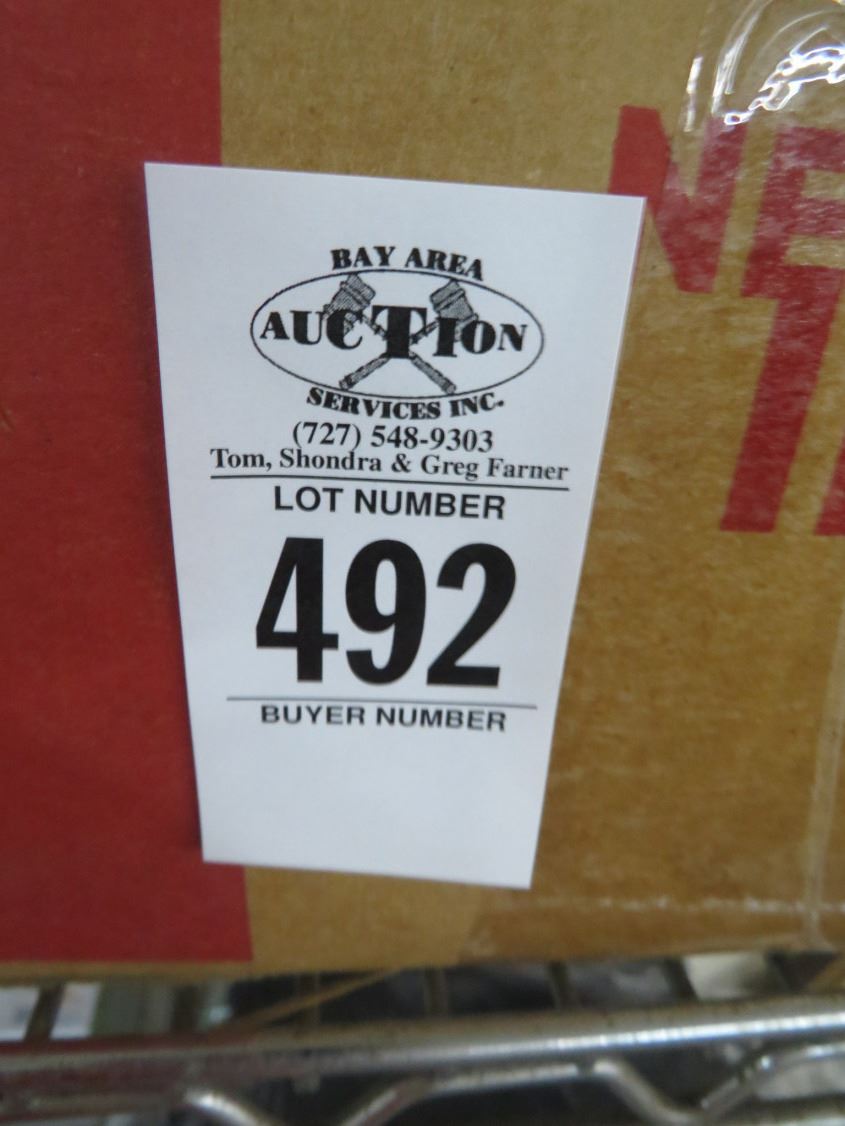 BAY AREA
AUCTION
SERVICES INC.
(727) 548-9303
Tom, Shondra & Greg Farner
LOT NUMBER
492
BUYER NUMBER